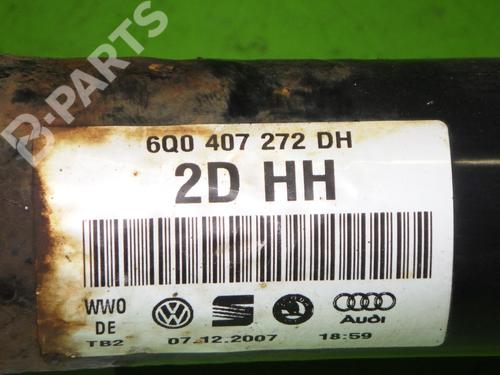 B-PARTS
6Q0 407 272 DH
2D HH
WWO
DE
TB2
Audi
07.12.2007 18:59